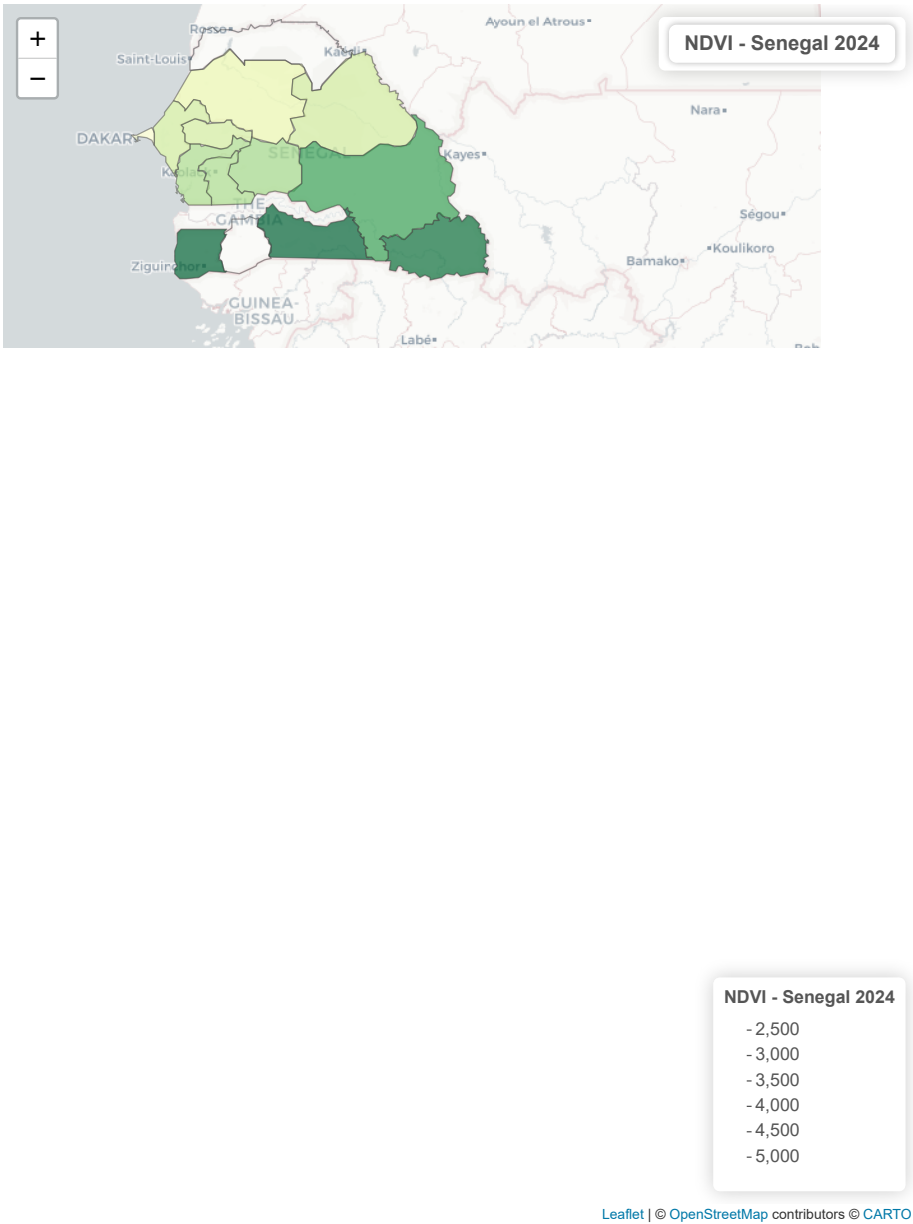 +
−
NDVI - Senegal 2024
Rosso
Ayoun el Atrous
Kaédi
Saint-Louis
Nara
DAKAR
SENEGAL
Kayes
Kaolack
THE
GAMBIA
Ségou
Koulikoro
Bamako
Ziguinchor
GUINEA-
BISSAU
Labé
NDVI - Senegal 2024
- 2,500
- 3,000
- 3,500
- 4,000
- 4,500
- 5,000
Leaflet | © OpenStreetMap contributors © CARTO